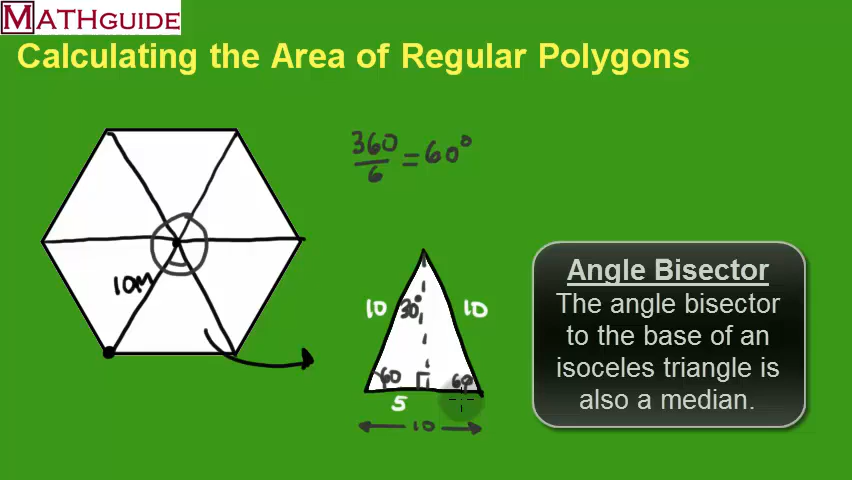 MATHGUIDE
Calculating the Area of Regular Polygons
360
6
=60°
10m
10
30°
10
60
60
5
10
Angle Bisector
The angle bisector
to the base of an
isoceles triangle is
also a median.